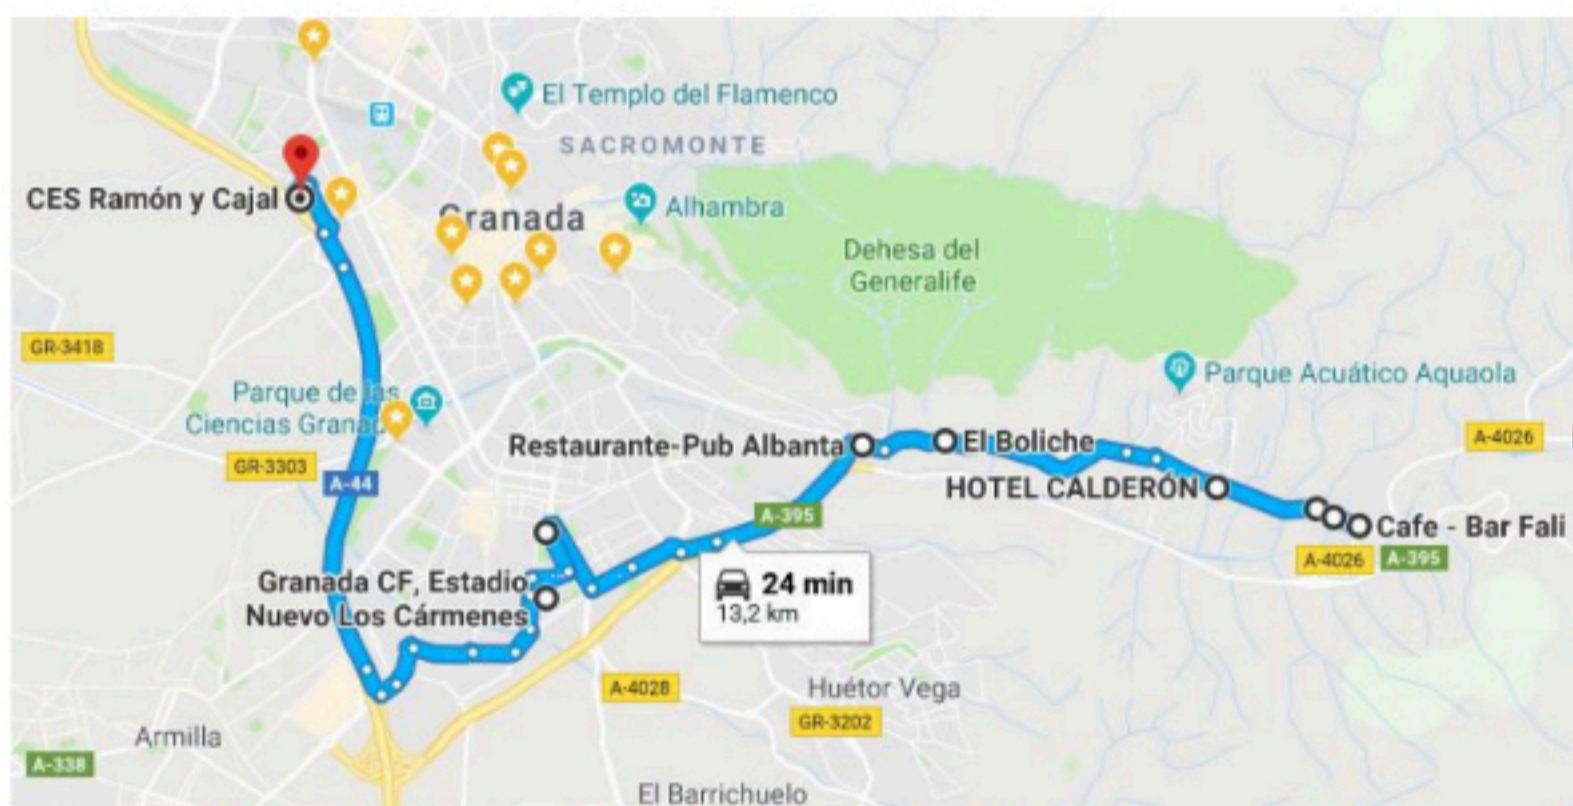 El Templo del Flamenco
SACROMONTE
CES Ramón y Cajal
Granada
Alhambra
Dehesa del
Generalife
GR-3418
Parque de las
Ciencias Granad
Parque Acuático Aquaola
A-4026
Restaurante-Pub Albanta
El Boliche
GR-3303
A-44
HOTEL CALDERÓN
A-395
Cafe - Bar Fali
A-4026
A-395
Granada CF, Estadio
Nuevo Los Cármenes
24 min
13,2 km
A-4028
Huétor Vega
GR-3202
Armilla
A-338
El Barrichuelo